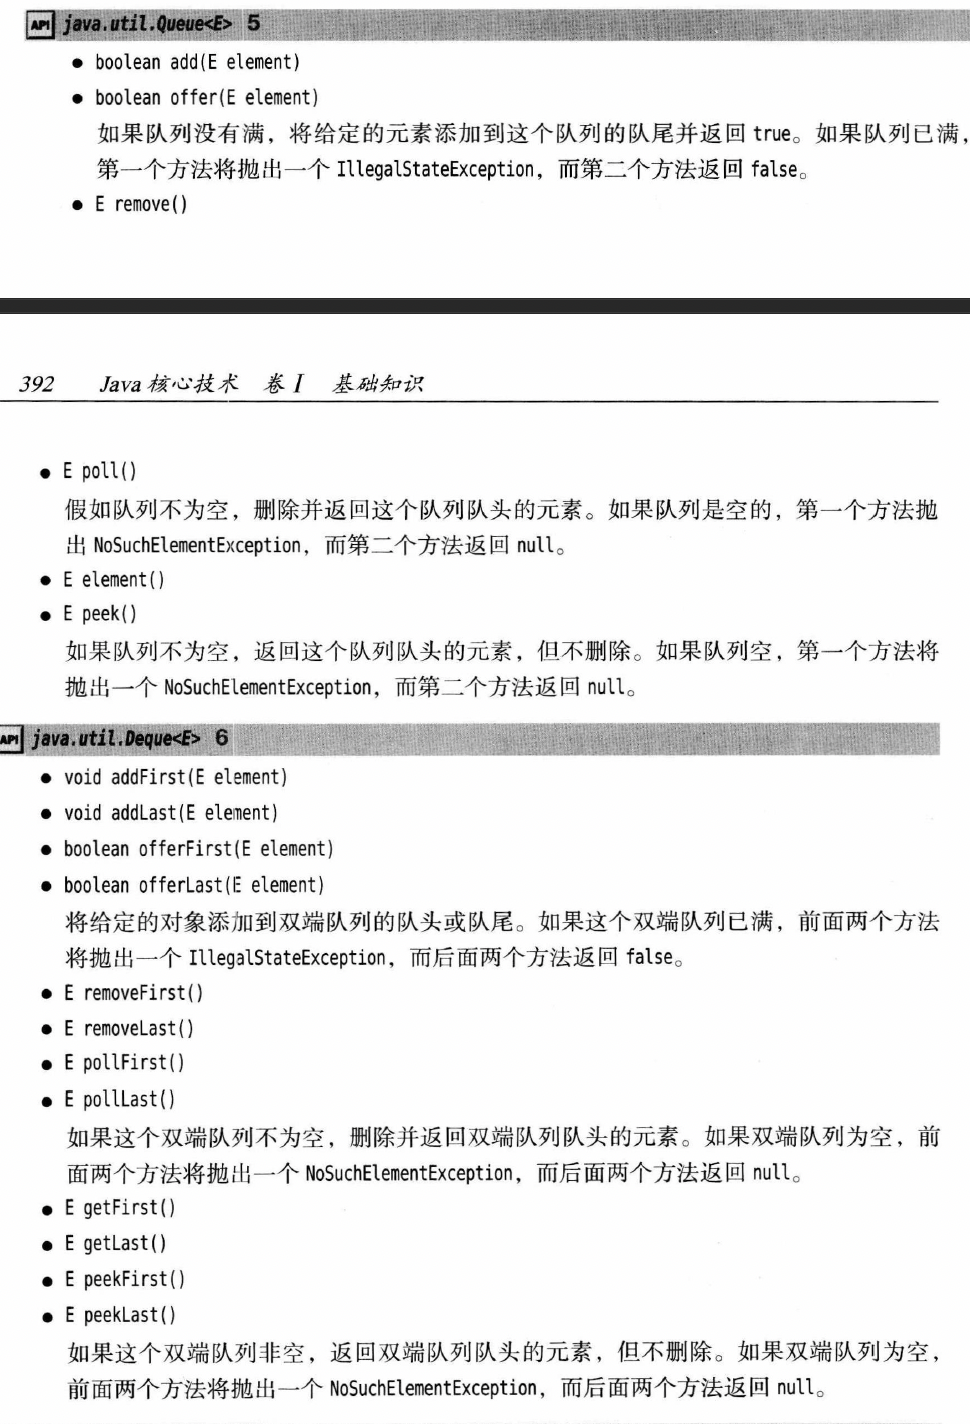 API java.util.Queue<E> 5
● boolean add(E element)
● boolean offer(E element)
如果队列没有满，将给定的元素添加到这个队列的队尾并返回 true。如果队列已满，
第一个方法将抛出一个 IllegalStateException，而第二个方法返回 false。
● E remove()
392 Java 核心技术 卷 I 基础知识
● E poll()
假如队列不为空，删除并返回这个队列队头的元素。如果队列是空的，第一个方法抛
出 NoSuchElementException，而第二个方法返回 null。
● E element()
● E peek()
如果队列不为空，返回这个队列队头的元素，但不删除。如果队列空，第一个方法将
抛出一个 NoSuchElementException，而第二个方法返回 null。
API java.util.Deque<E> 6
● void addFirst(E element)
● void addLast(E element)
● boolean offerFirst(E element)
● boolean offerLast(E element)
将给定的对象添加到双端队列的队头或队尾。如果这个双端队列已满，前面两个方法
将抛出一个 IllegalStateException，而后面两个方法返回 false。
● E removeFirst()
● E removeLast()
● E pollFirst()
● E pollLast()
如果这个双端队列不为空，删除并返回双端队列队头的元素。如果双端队列为空，前
面两个方法将抛出一个 NoSuchElementException，而后面两个方法返回 null。
● E getFirst()
● E getLast()
● E peekFirst()
● E peekLast()
如果这个双端队列非空，返回双端队列队头的元素，但不删除。如果双端队列为空，
前面两个方法将抛出一个 NoSuchElementException，而后面两个方法返回 null。